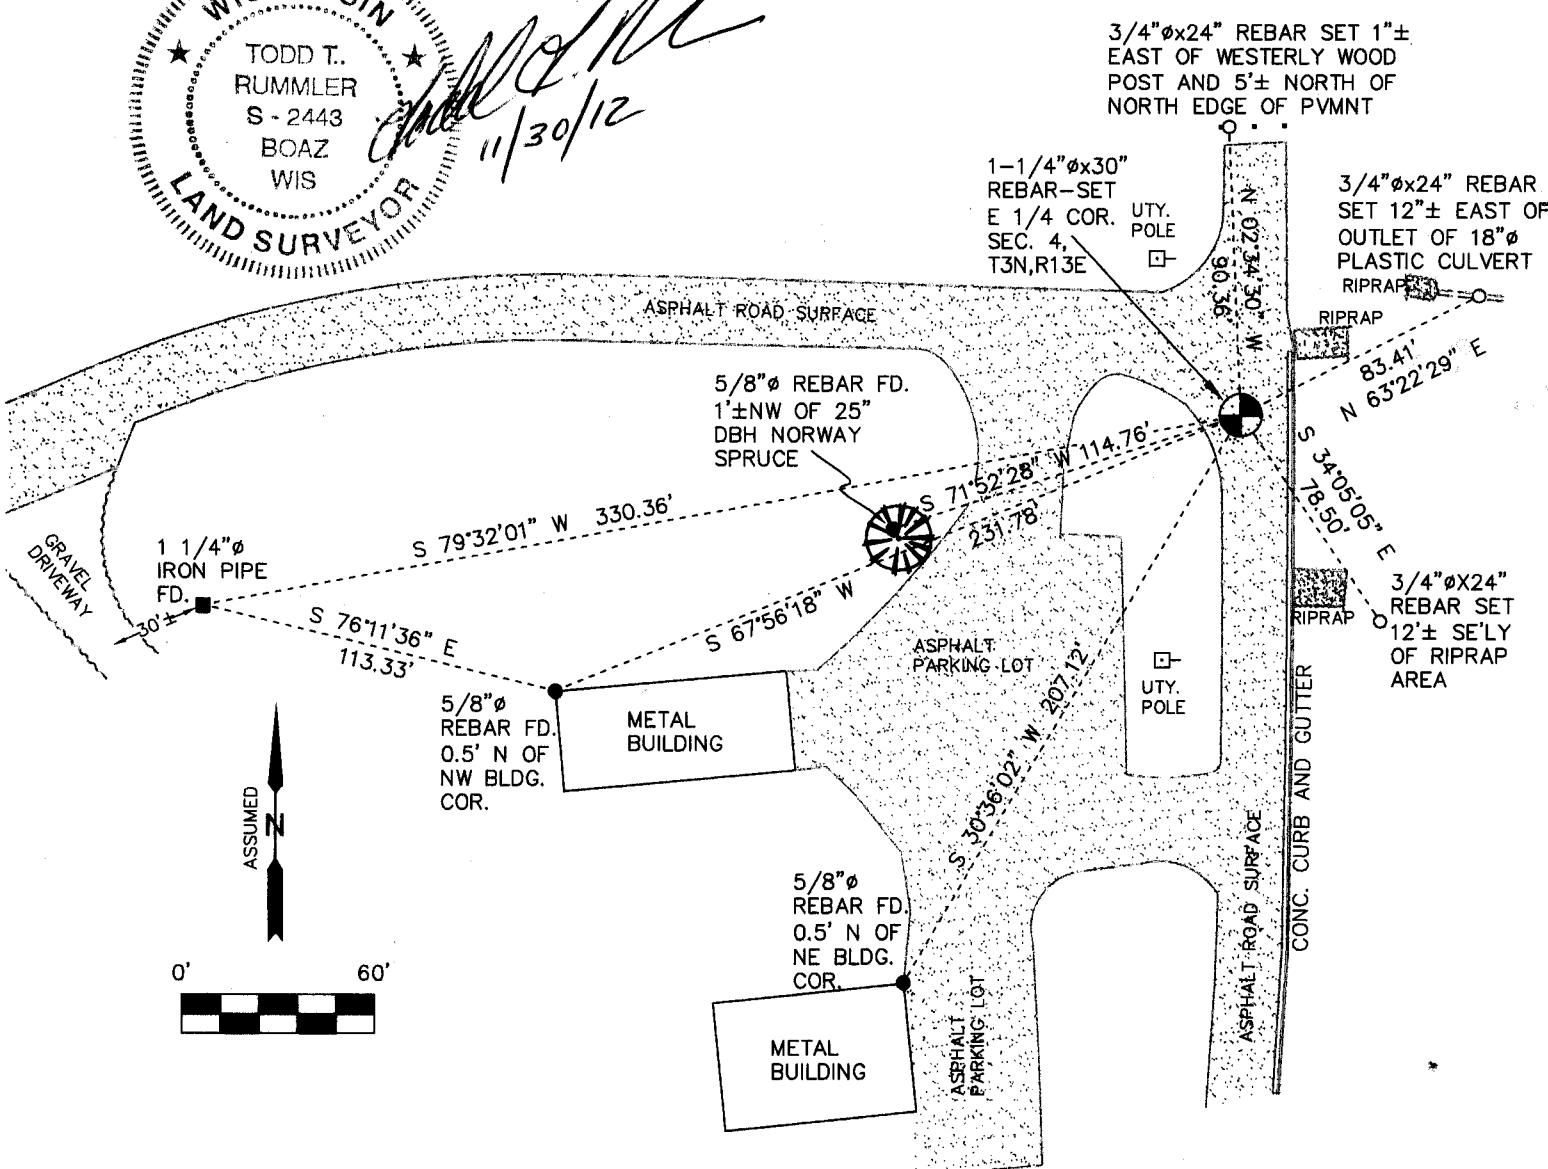 TODD T..
RUMMLER
S - 2443
BOAZ
WIS
LAND SURVEYOR
11/30/12
3/4"øx24" REBAR SET 1"±
EAST OF WESTERLY WOOD
POST AND 5'± NORTH OF
NORTH EDGE OF PVMNT
1-1/4"øx30"
REBAR-SET
E 1/4 COR.
SEC. 4,
T3N,R13E
UTY.
POLE
N 02°34'30" W
90.36'
3/4"øx24" REBAR
SET 12"± EAST OF
OUTLET OF 18"ø
PLASTIC CULVERT
RIPRAP
RIPRAP
83.41'
N 63°22'29" E
ASPHALT ROAD SURFACE
5/8"ø REBAR FD.
1'±NW OF 25"
DBH NORWAY
SPRUCE
S 71°52'28" W 114.76'
231.78'
S 67°56'18" W
S 79°32'01" W 330.36'
S 34°05'05" E
78.50'
GRAVEL
DRIVEWAY
1 1/4"ø
IRON PIPE
FD.
30'±
S 76°11'36" E
113.33'
3/4"øX24"
REBAR SET
12'± SE'LY
OF RIPRAP
AREA
RIPRAP
ASPHALT
PARKING LOT
UTY.
POLE
5/8"ø
REBAR FD.
0.5' N OF
NW BLDG.
COR.
METAL
BUILDING
S 30°36'02" W 207.12'
CONC. CURB AND GUTTER
ASPHALT ROAD SURFACE
ASSUMED
N
0' 60'
5/8"ø
REBAR FD.
0.5' N OF
NE BLDG.
COR.
METAL
BUILDING
ASPHALT
PARKING LOT